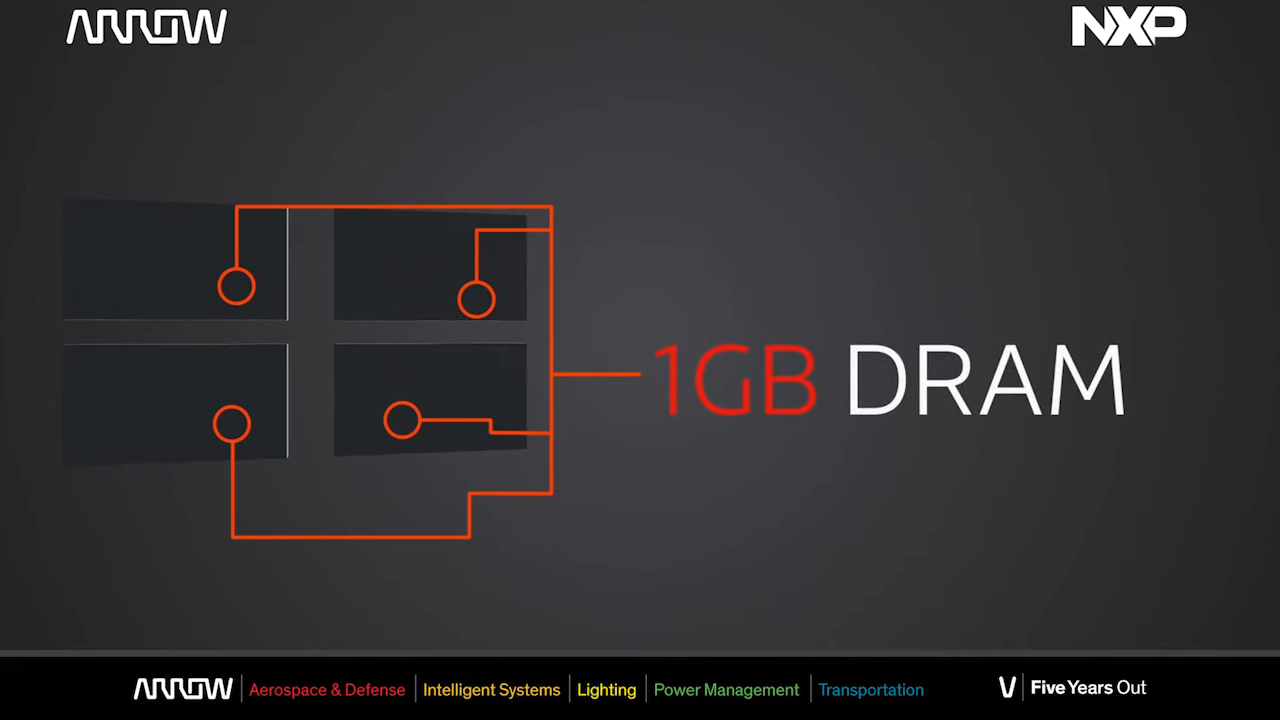 ARROW
NXP
1GB DRAM
ARROW Aerospace & Defense Intelligent Systems Lighting Power Management Transportation Five Years Out